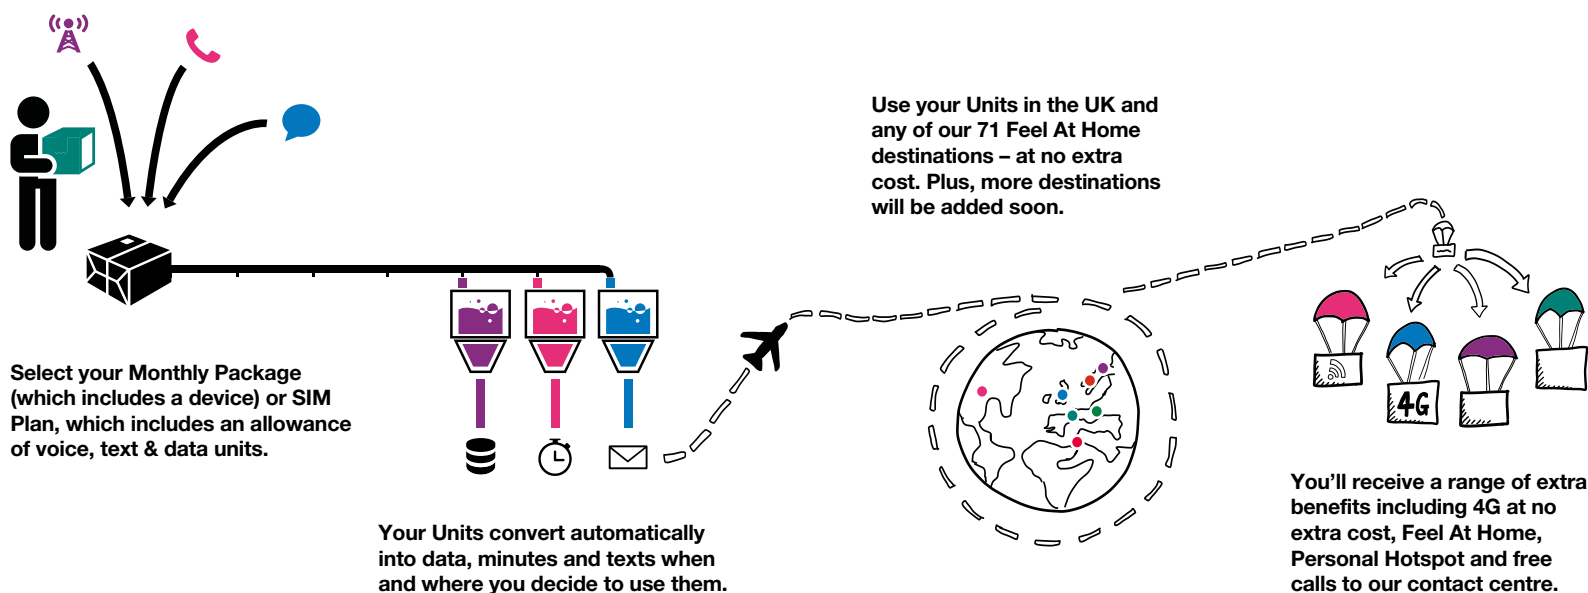 Select your Monthly Package
(which includes a device) or SIM
Plan, which includes an allowance
of voice, text & data units.
Your Units convert automatically
into data, minutes and texts when
and where you decide to use them.
Use your Units in the UK and
any of our 71 Feel At Home
destinations – at no extra
cost. Plus, more destinations
will be added soon.
4G
You’ll receive a range of extra
benefits including 4G at no
extra cost, Feel At Home,
Personal Hotspot and free
calls to our contact centre.